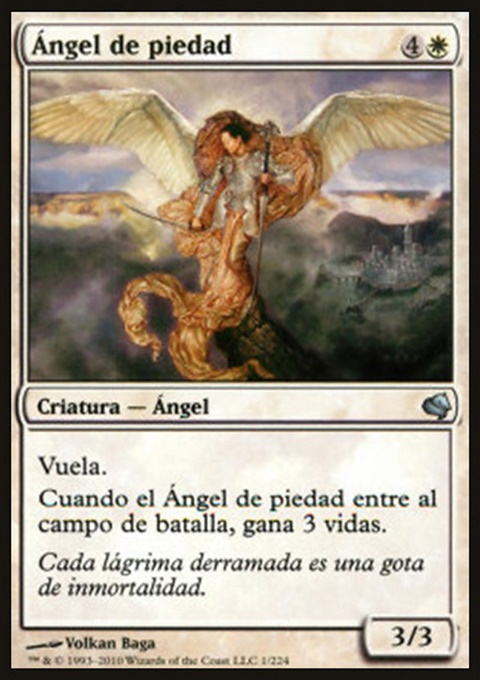 Ángel de piedad 4
Criatura — Ángel
Vuela.
Cuando el Ángel de piedad entre al
campo de batalla, gana 3 vidas.
Cada lágrima derramada es una gota
de inmortalidad.
3/3
Volkan Baga
™ & © 1993–2010 Wizards of the Coast LLC 1/224